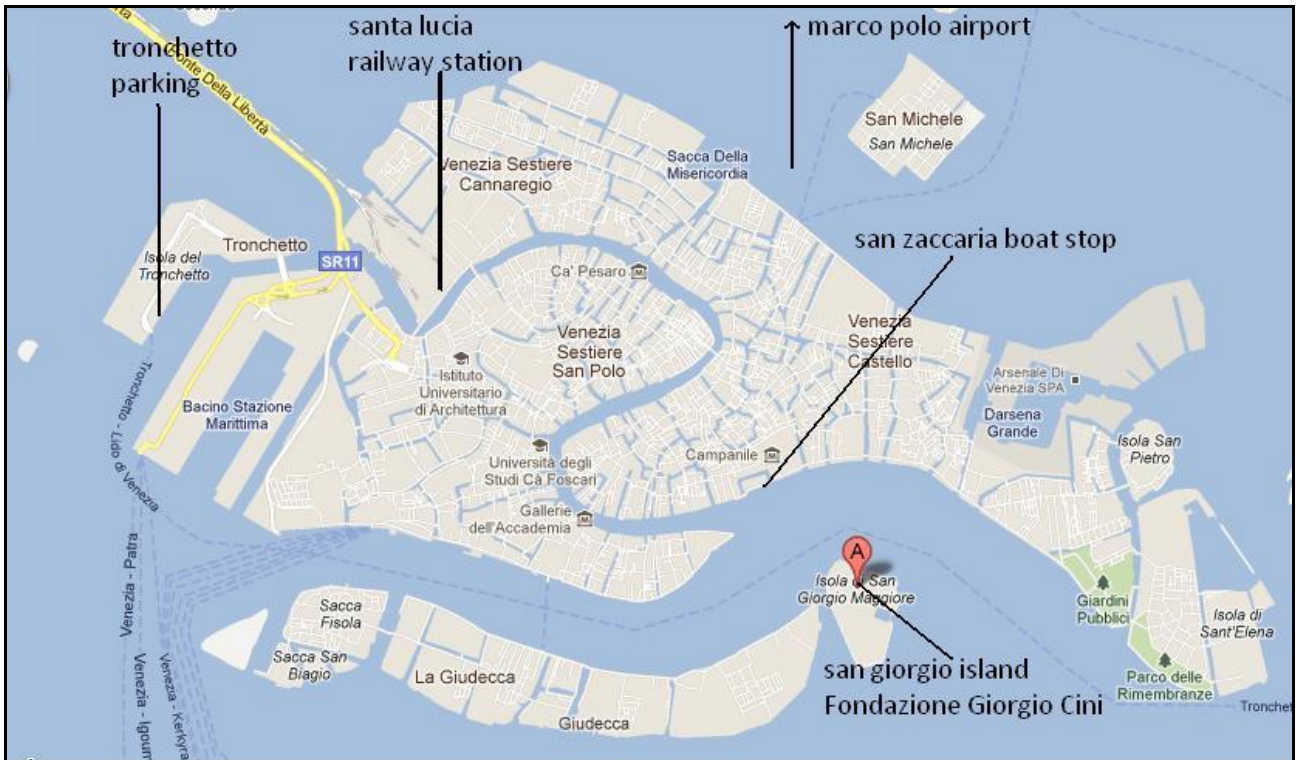 tronchetto
parking
santa lucia
railway station
marco polo airport
Ponte Della Libertà
San Michele
San Michele
Venezia Sestiere
Cannaregio
Sacca Della
Misericordia
san zaccaria boat stop
Tronchetto
Isola del
Tronchetto
SR11
Ca' Pesaro
Venezia
Sestiere
San Polo
Venezia
Sestiere
Castello
Istituto
Universitario
di Architettura
Arsenale Di
Venezia SPA
Darsena
Grande
Tronchetto - Lido di Venezia
Bacino Stazione
Marittima
Isola San
Pietro
Campanile
Università degli
Studi Cà Foscari
Gallerie
dell'Accademia
A
Isola di San
Giorgio Maggiore
Venezia - Patra
Giardini
Pubblici
Isola di
Sant'Elena
Sacca
Fisola
Sacca San
Biagio
La Giudecca
Giudecca
san giorgio island
Fondazione Giorgio Cini
Parco delle
Rimembranze
Tronchet
Venezia - Igoum
Venezia - Kerkyra